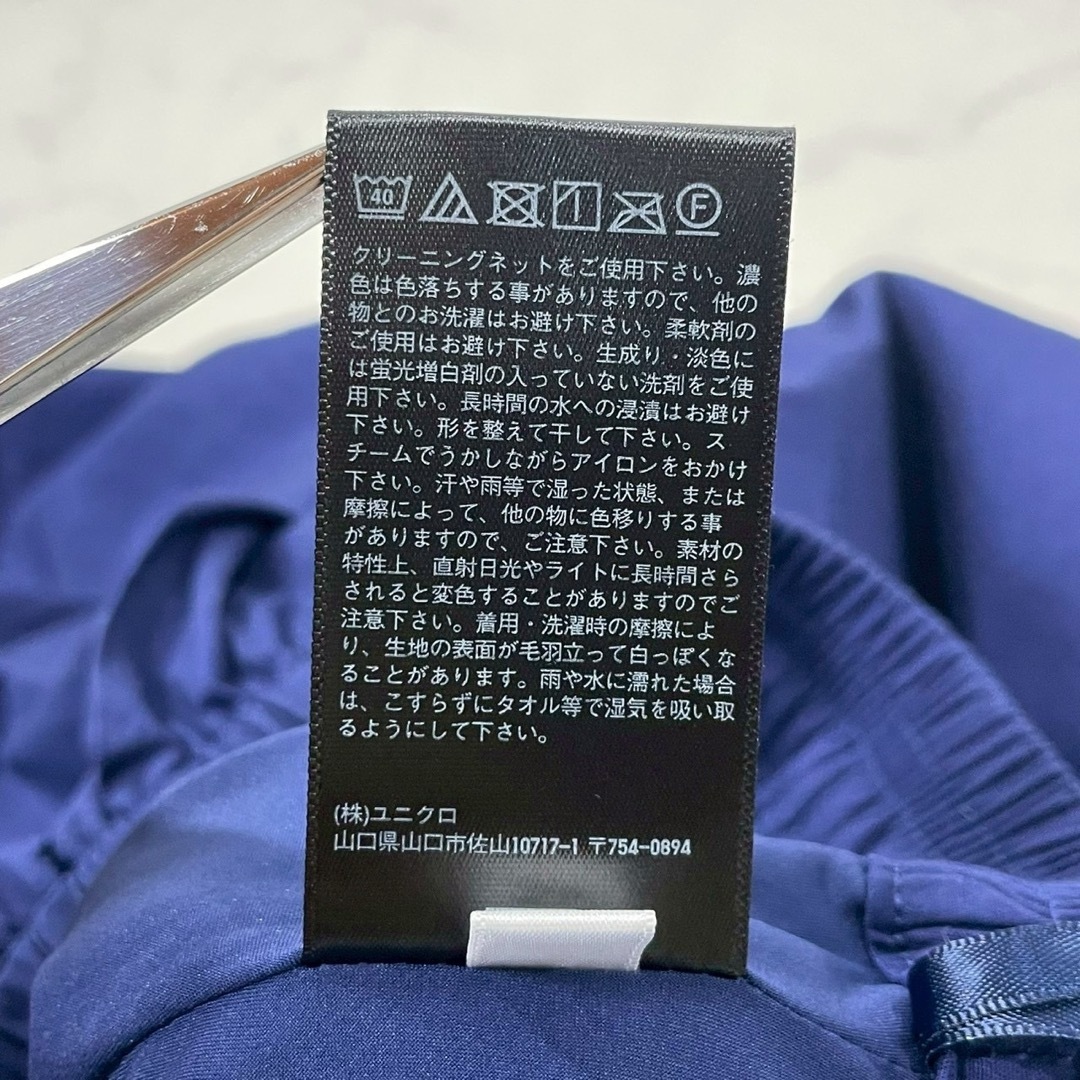 40 F
クリーニングネットをご使用下さい。濃
色は色落ちする事がありますので、他の
物とのお洗濯はお避け下さい。柔軟剤の
ご使用はお避け下さい。生成り・淡色に
は蛍光増白剤の入っていない洗剤をご使
用下さい。長時間の水への浸漬はお避け
下さい。形を整えて干して下さい。ス
チームでうかしながらアイロンをおかけ
下さい。汗や雨等で湿った状態、または
摩擦によって、他の物に色移りする事
がありますので、ご注意下さい。素材の
特性上、直射日光やライトに長時間さら
されると変色することがありますのでご
注意下さい。着用・洗濯時の摩擦によ
り、生地の表面が毛羽立って白っぽくな
ることがあります。雨や水に濡れた場合
は、こすらずにタオル等で湿気を吸い取
るようにして下さい。
(株)ユニクロ
山口県山口市佐山10717-1 〒754-0894